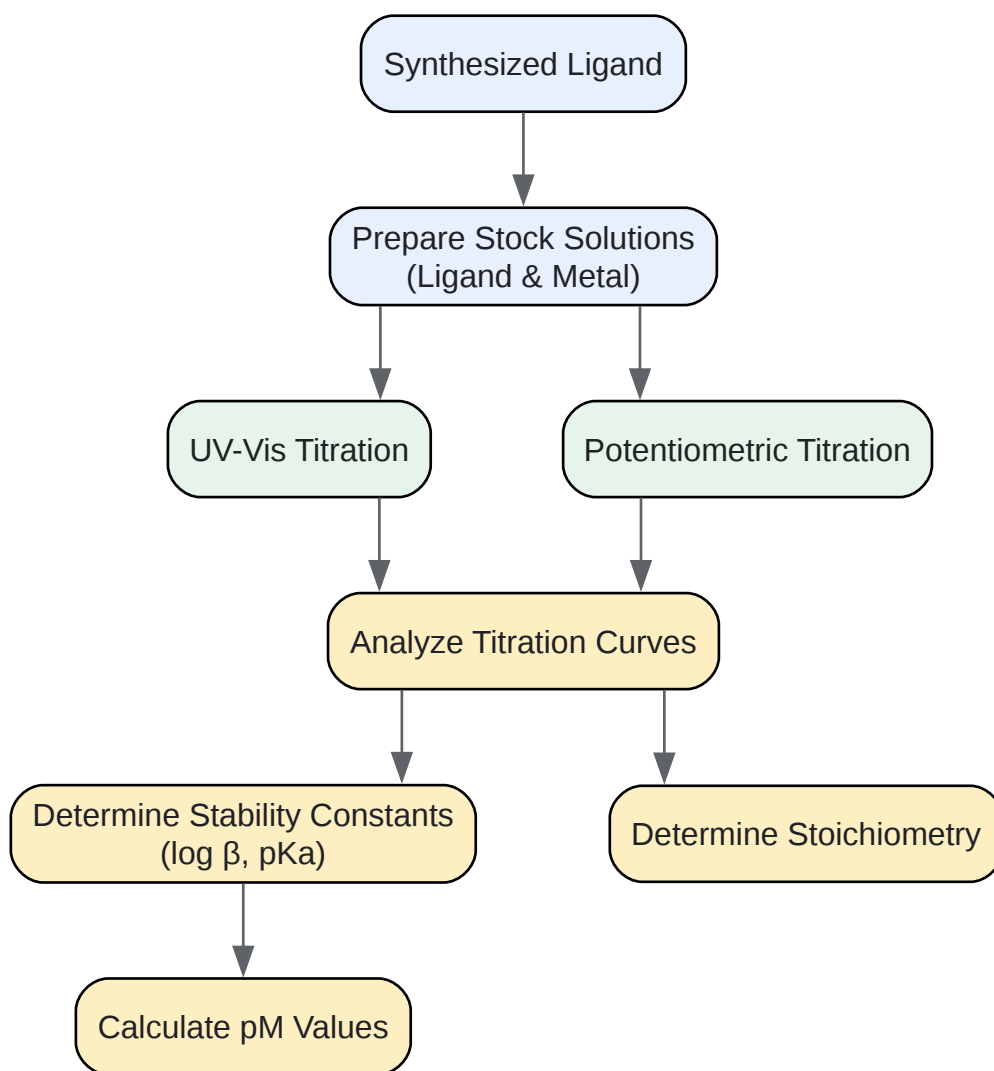 Synthesized Ligand
Prepare Stock Solutions
(Ligand & Metal)
UV-Vis Titration
Potentiometric Titration
Analyze Titration Curves
Determine Stability Constants
(log β, pKa)
Determine Stoichiometry
Calculate pM Values